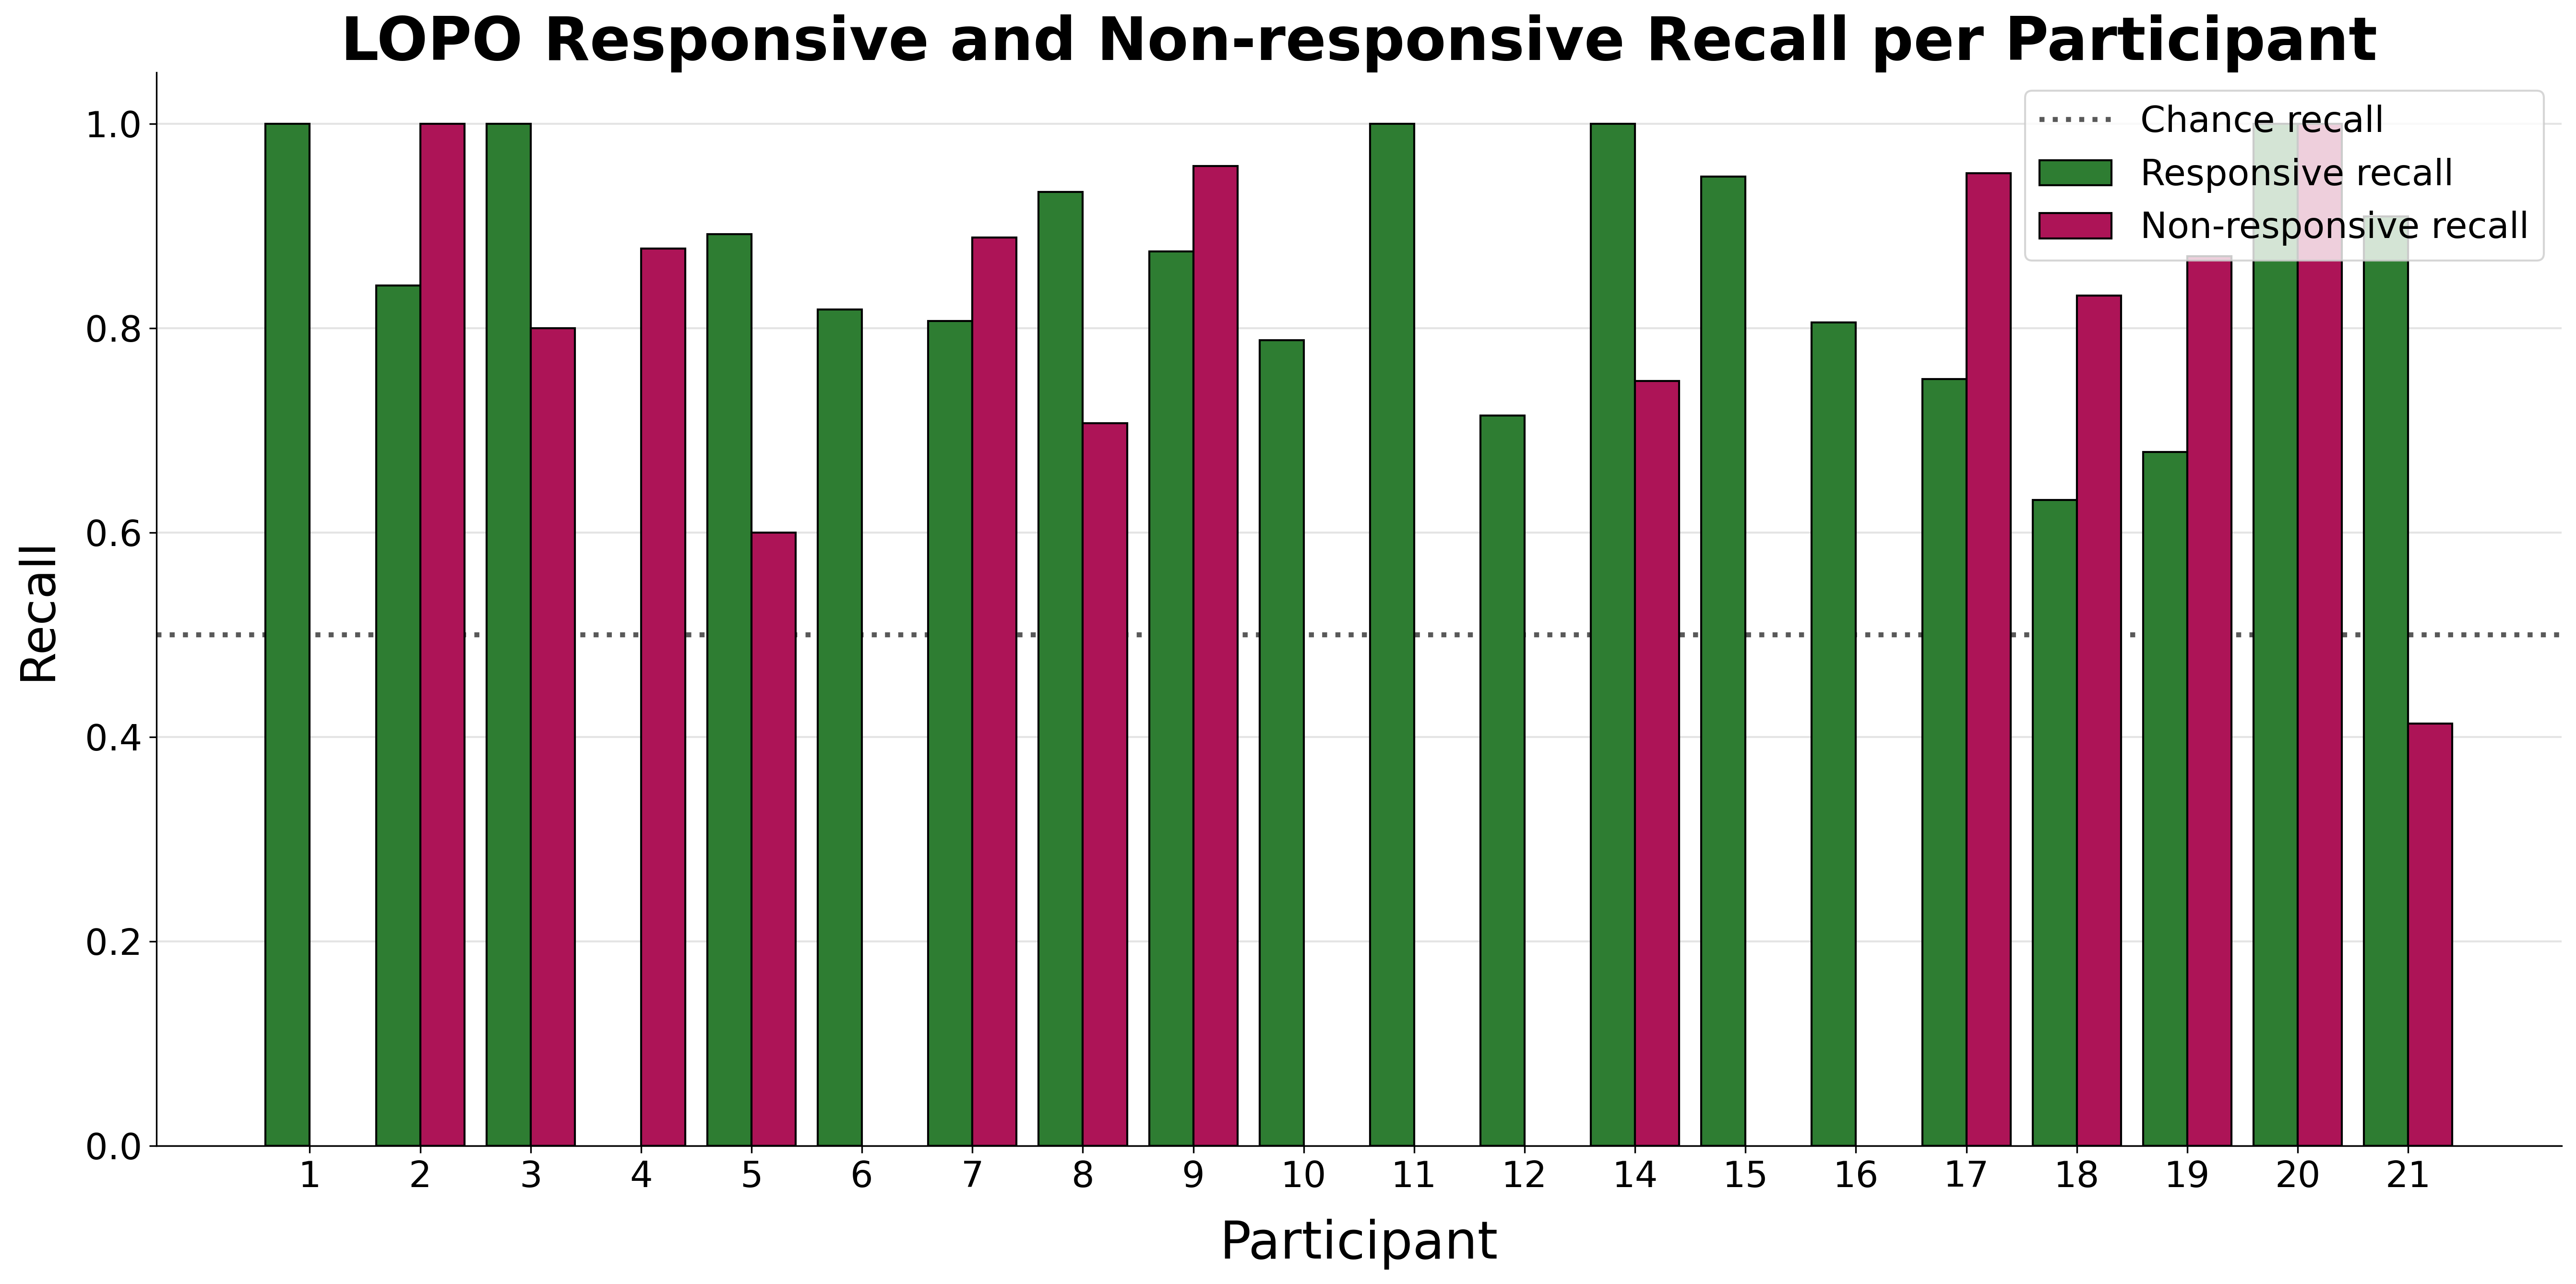 LOPO Responsive and Non-responsive Recall per Participant
Chance recall
Responsive recall
Non-responsive recall
Recall
1.0
0.8
0.6
0.4
0.2
0.0
1 2 3 4 5 6 7 8 9 10 11 12 14 15 16 17 18 19 20 21
Participant